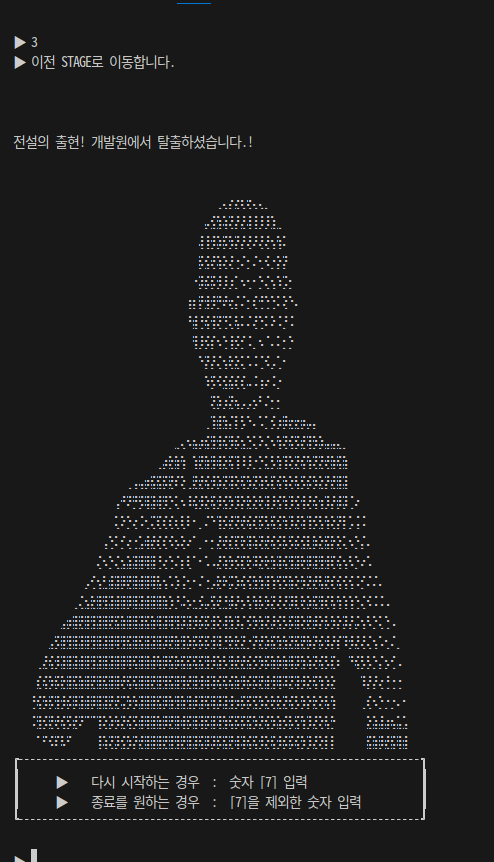 ▶ 3
▶ 이전 STAGE로 이동합니다.
전설의 출현! 개발원에서 탈출하셨습니다.!
▶ 다시 시작하는 경우 : 숫자 [7] 입력
▶ 종료를 원하는 경우 : [7]을 제외한 숫자 입력
▶